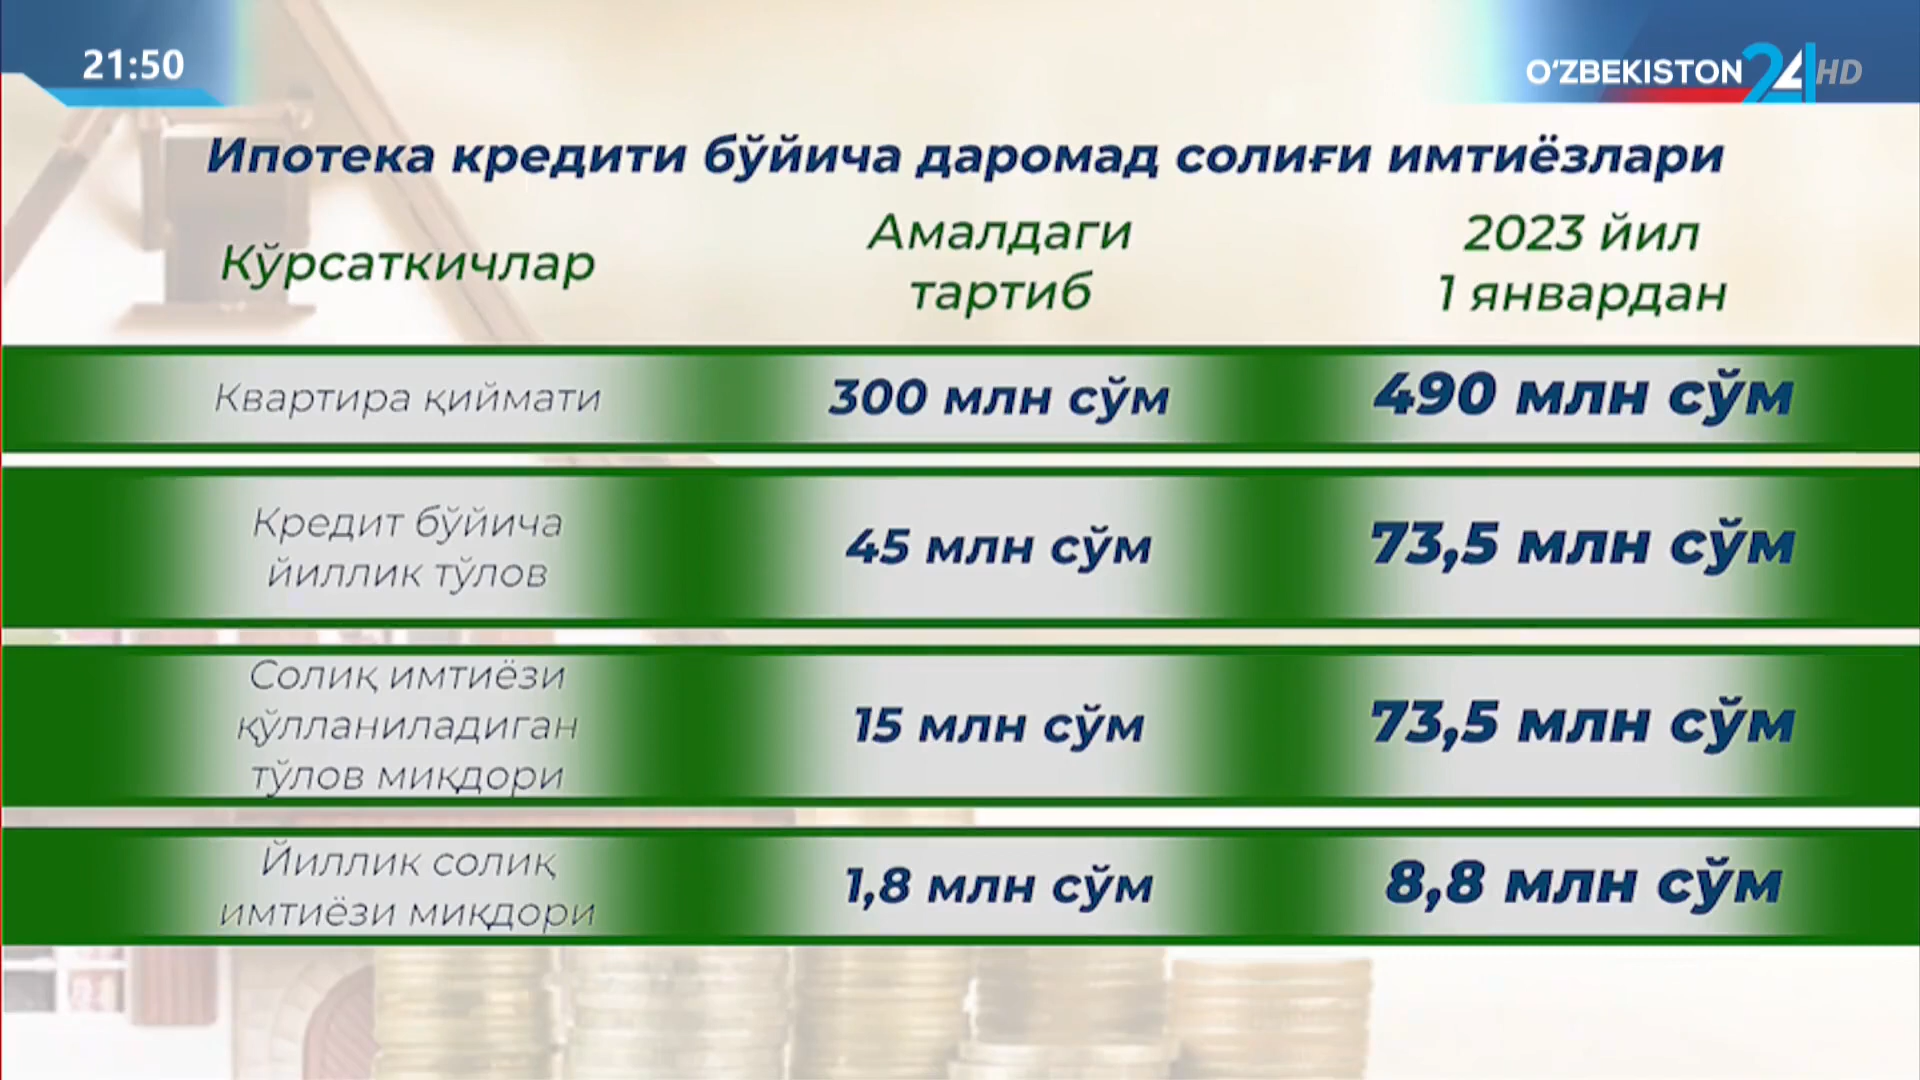 21:50
O‘ZBEKISTON 24 HD
Ипотека кредити бўйича даромад солиғи имтиёзлари
Кўрсаткичлар
Амалдаги
тартиб
2023 йил
1 январдан
Квартира қиймати
300 млн сўм
490 млн сўм
Кредит бўйича
йиллик тўлов
45 млн сўм
73,5 млн сўм
Солиқ имтиёзи
қўлланиладиган
тўлов миқдори
15 млн сўм
73,5 млн сўм
Йиллик солиқ
имтиёзи миқдори
1,8 млн сўм
8,8 млн сўм